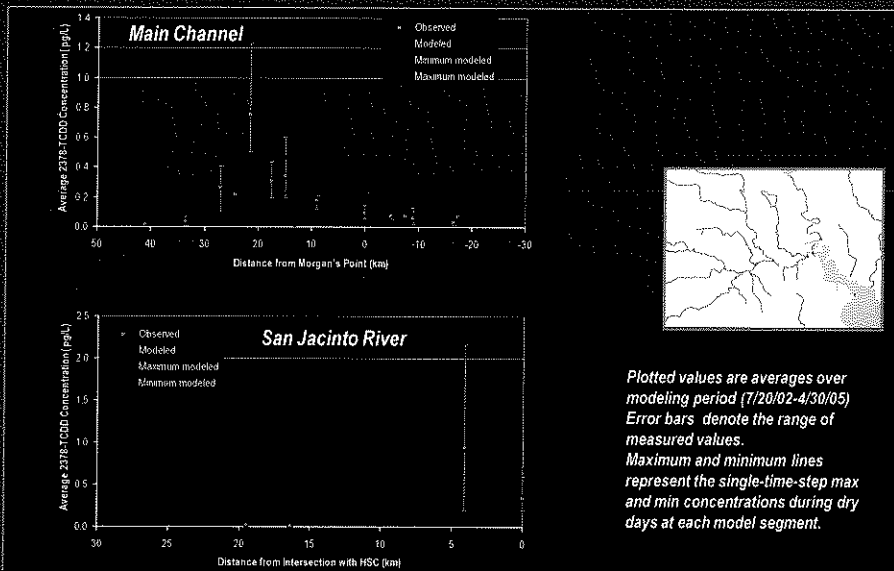 Main Channel
Observed
Modeled
Minimum modeled
Maximum modeled
Average 2378-TCDD Concentration (pg/L)
1.4
1.2
1.0
0.8
0.6
0.4
0.2
0.0
50 40 30 20 10 0 -10 -20 -30
Distance from Morgan's Point (km)
San Jacinto River
Observed
Modeled
Maximum modeled
Minimum modeled
Average 2378-TCDD Concentration (pg/L)
2.5
2.0
1.5
1.0
0.5
0.0
30 25 20 15 10 5 0
Distance from Intersection with HSC (km)
Plotted values are averages over
modeling period (7/20/02-4/30/05)
Error bars denote the range of
measured values.
Maximum and minimum lines
represent the single-time-step max
and min concentrations during dry
days at each model segment.